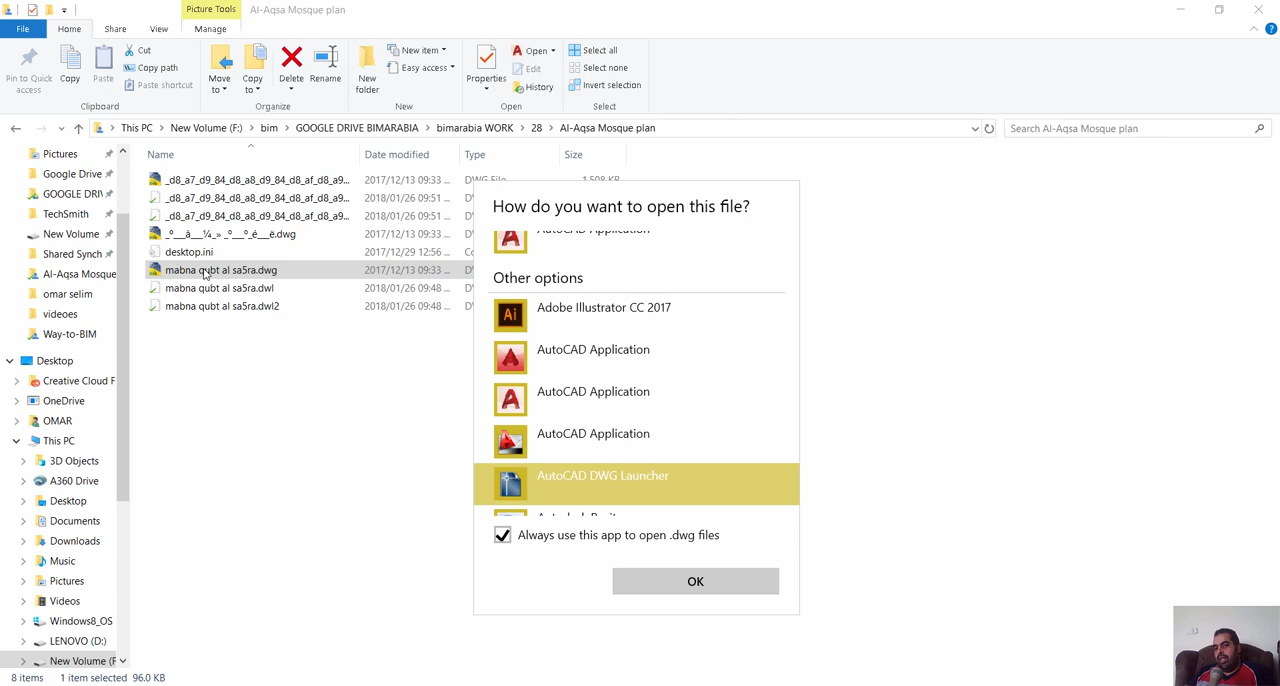 Picture Tools
Al-Aqsa Mosque plan
File
Home
Share
View
Manage
Pin to Quick access
Copy
Paste
Cut
Copy path
Paste shortcut
Clipboard
Move to
Copy to
Delete
Rename
Organize
New folder
New item
Easy access
New
Properties
Open
Edit
History
Open
Select all
Select none
Invert selection
Select
This PC
New Volume (F:)
bim
GOOGLE DRIVE BIMARABIA
bimarabia WORK
28
Al-Aqsa Mosque plan
Search Al-Aqsa Mosque plan
Name
Date modified
Type
Size
Pictures
Google Drive
GOOGLE DRIV
TechSmith
New Volume
Shared Synch
Al-Aqsa Mosque
omar selim
videoes
Way-to-BIM
Desktop
Creative Cloud F
OneDrive
OMAR
This PC
3D Objects
A360 Drive
Desktop
Documents
Downloads
Music
Pictures
Videos
Windows8_OS
LENOVO (D:)
New Volume (F
_d8_a7_d9_84_d8_a8_d9_84_d8_af_d8_a9... 2017/12/13 09:33 ... DWG File 1,508 KB
_d8_a7_d9_84_d8_a8_d9_84_d8_af_d8_a9... 2018/01/26 09:51 ...
_d8_a7_d9_84_d8_a8_d9_84_d8_af_d8_a9... 2018/01/26 09:51 ...
2017/12/13 09:33 ...
desktop.ini 2017/12/29 12:56 ...
mabna qubt al sa5ra.dwg 2017/12/13 09:33 ...
mabna qubt al sa5ra.dwl 2018/01/26 09:48 ...
mabna qubt al sa5ra.dwl2 2018/01/26 09:48 ...
How do you want to open this file?
AutoCAD Application
Other options
Adobe Illustrator CC 2017
AutoCAD Application
AutoCAD Application
AutoCAD Application
AutoCAD DWG Launcher
Always use this app to open .dwg files
OK
8 items
1 item selected 96.0 KB